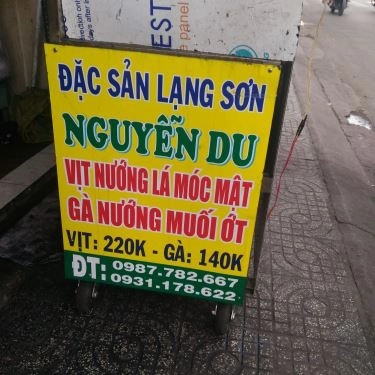 EST
ĐẶC SẢN LẠNG SƠN
NGUYỄN DU
VỊT NƯỚNG LÁ MÓC MẬT
GÀ NƯỚNG MUỐI ỚT
VỊT: 220K - GÀ: 140K
ĐT: 0987.782.667
0931.178.622